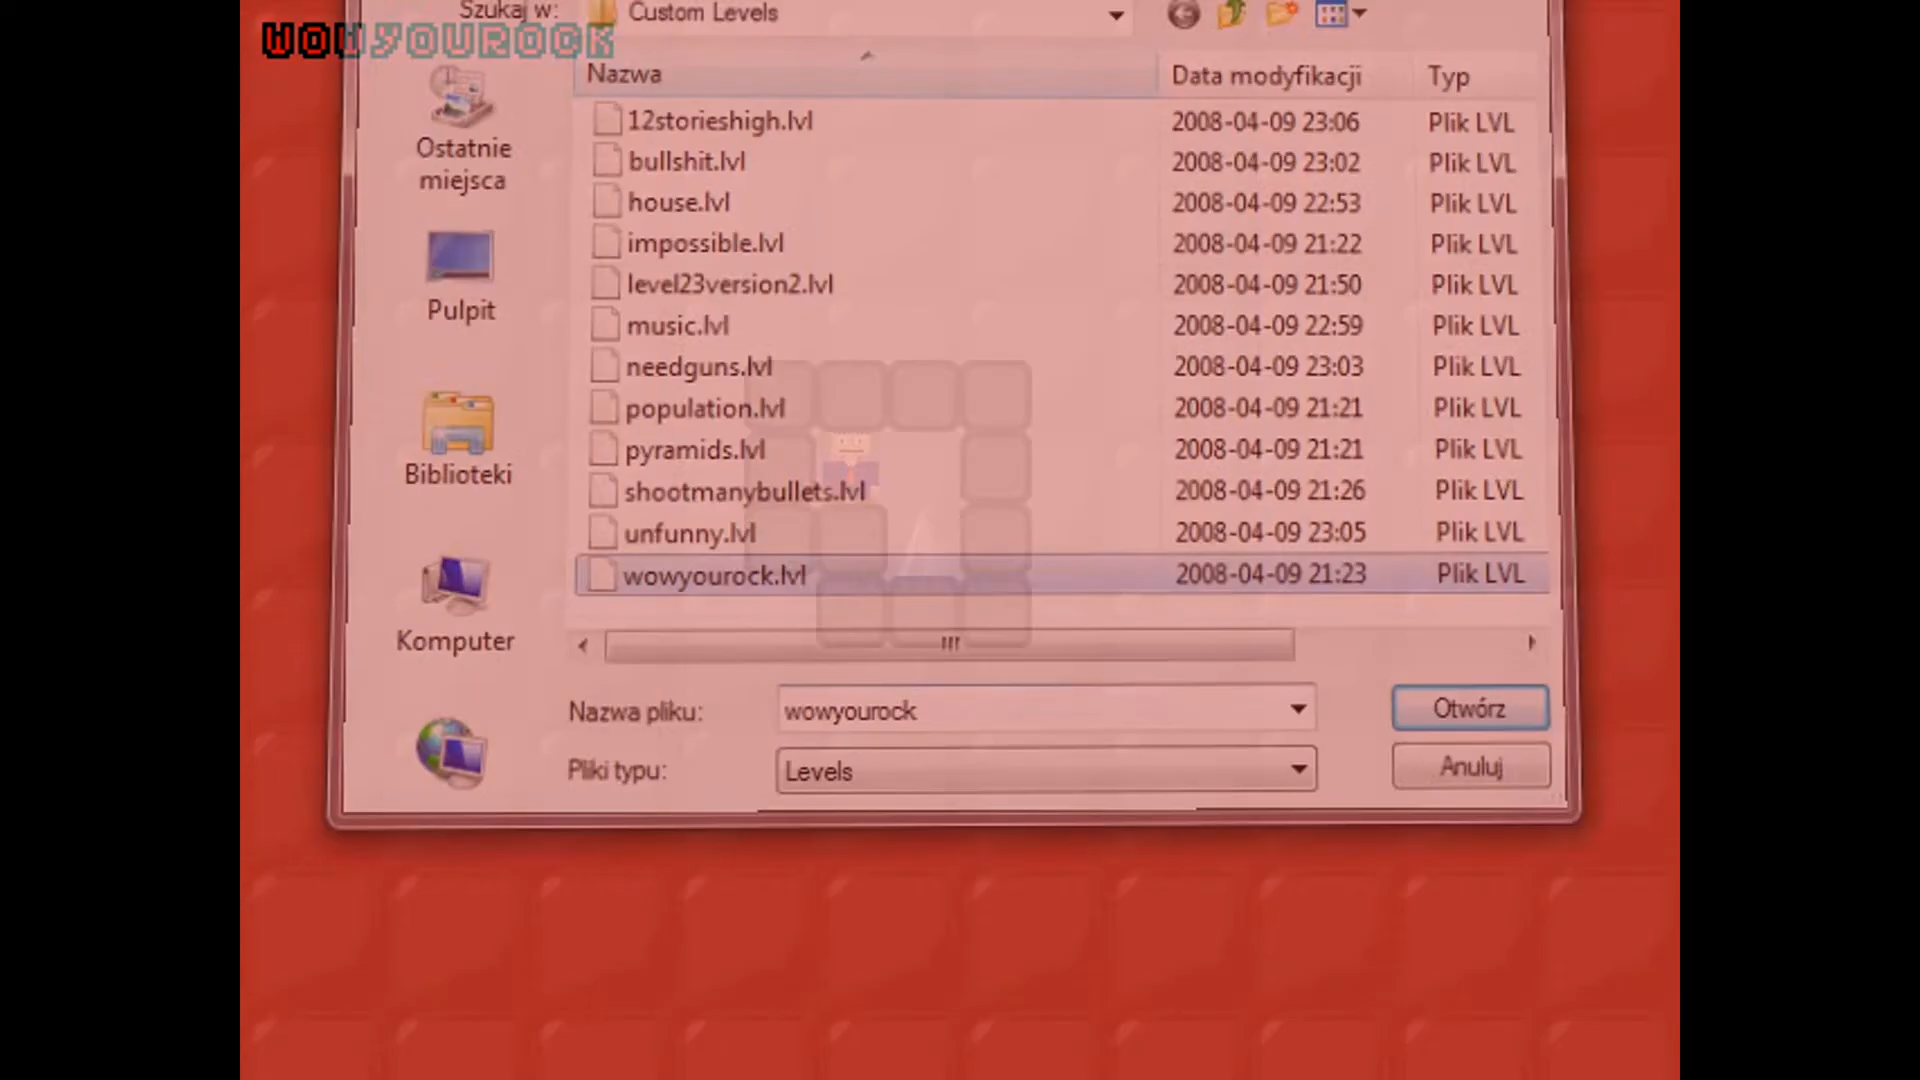 Szukaj w: Custom Levels
WOWYOUROCK
Nazwa Data modyfikacji Typ
12storieshigh.lvl 2008-04-09 23:06 Plik LVL
bullshit.lvl 2008-04-09 23:02 Plik LVL
house.lvl 2008-04-09 22:53 Plik LVL
impossible.lvl 2008-04-09 21:22 Plik LVL
level23version2.lvl 2008-04-09 21:50 Plik LVL
music.lvl 2008-04-09 22:59 Plik LVL
needguns.lvl 2008-04-09 23:03 Plik LVL
population.lvl 2008-04-09 21:21 Plik LVL
pyramids.lvl 2008-04-09 21:21 Plik LVL
shootmanybullets.lvl 2008-04-09 21:26 Plik LVL
unfunny.lvl 2008-04-09 23:05 Plik LVL
wowyourock.lvl 2008-04-09 21:23 Plik LVL
Ostatnie
miejsca
Pulpit
Biblioteki
Komputer
Nazwa pliku: wowyourock Otwórz
Pliki typu: Levels Anuluj